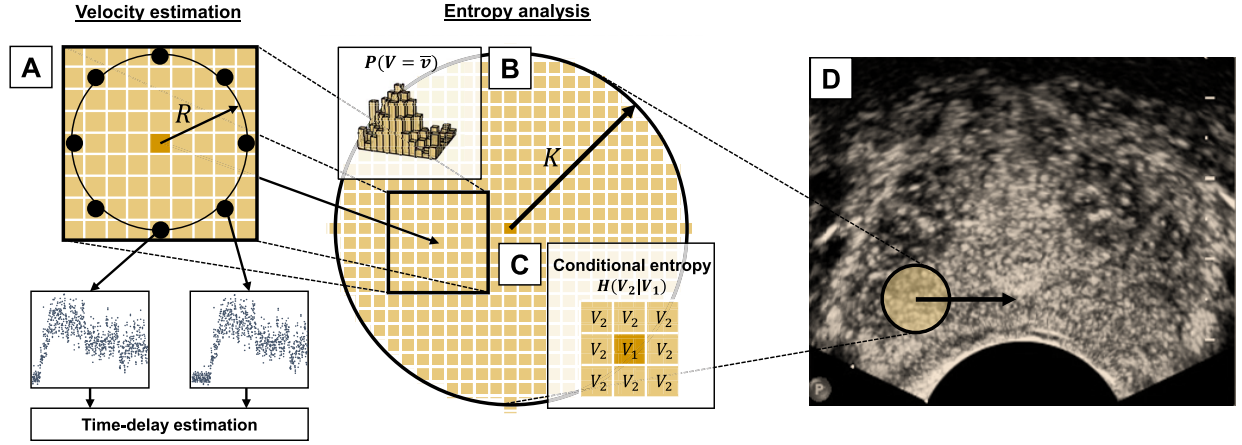 Velocity estimation
Entropy analysis
A
R
P(V = v̅)
B
K
C
Conditional entropy
H(V₂|V₁)
V₂ V₂ V₂
V₂ V₁ V₂
V₂ V₂ V₂
D
P
Time-delay estimation